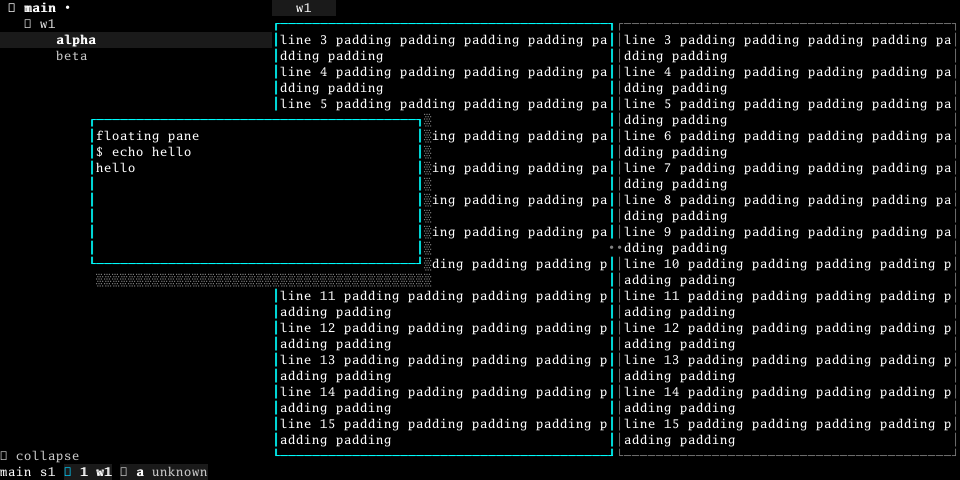 main •
w1
alpha
beta
collapse
w1
line 3 padding padding padding padding pa
dding padding
line 4 padding padding padding padding pa
dding padding
line 5 padding padding padding padding pa
ing padding padding pa
ing padding padding pa
ing padding padding pa
ing padding padding pa
ding padding padding p
line 11 padding padding padding padding p
adding padding
line 12 padding padding padding padding p
adding padding
line 13 padding padding padding padding p
adding padding
line 14 padding padding padding padding p
adding padding
line 15 padding padding padding padding p
adding padding
floating pane
$ echo hello
hello
line 3 padding padding padding padding pa
dding padding
line 4 padding padding padding padding pa
dding padding
line 5 padding padding padding padding pa
dding padding
line 6 padding padding padding padding pa
dding padding
line 7 padding padding padding padding pa
dding padding
line 8 padding padding padding padding pa
dding padding
line 9 padding padding padding padding pa
dding padding
line 10 padding padding padding padding p
adding padding
line 11 padding padding padding padding p
adding padding
line 12 padding padding padding padding p
adding padding
line 13 padding padding padding padding p
adding padding
line 14 padding padding padding padding p
adding padding
line 15 padding padding padding padding p
adding padding
main s1 1 w1 a unknown